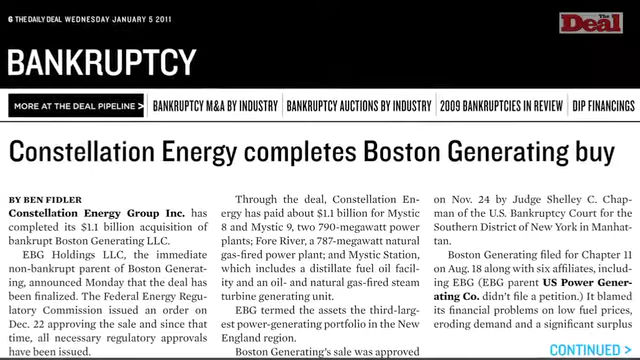 6 THE DAILY DEAL WEDNESDAY JANUARY 5 2011
The Deal
BANKRUPTCY
MORE AT THE DEAL PIPELINE >
BANKRUPTCY M&A BY INDUSTRY
BANKRUPTCY AUCTIONS BY INDUSTRY
2009 BANKRUPTCIES IN REVIEW
DIP FINANCINGS
Constellation Energy completes Boston Generating buy
BY BEN FIDLER
Constellation Energy Group Inc. has
completed its $1.1 billion acquisition of
bankrupt Boston Generating LLC.
EBG Holdings LLC, the immediate
non-bankrupt parent of Boston Generat-
ing, announced Monday that the deal has
been finalized. The Federal Energy Regu-
latory Commission issued an order on
Dec. 22 approving the sale and since that
time, all necessary regulatory approvals
have been issued.
Through the deal, Constellation En-
ergy has paid about $1.1 billion for Mystic
8 and Mystic 9, two 790-megawatt power
plants; Fore River, a 787-megawatt natural
gas-fired power plant; and Mystic Station,
which includes a distillate fuel oil facil-
ity and an oil- and natural gas-fired steam
turbine generating unit.
EBG termed the assets the third-larg-
est power-generating portfolio in the New
England region.
Boston Generating's sale was approved
on Nov. 24 by Judge Shelley C. Chap-
man of the U.S. Bankruptcy Court for the
Southern District of New York in Manhat-
tan.
Boston Generating filed for Chapter 11
on Aug. 18 along with six affiliates, includ-
ing EBG (EBG parent US Power Gener-
ating Co. didn't file a petition.) It blamed
its financial problems on low fuel prices,
eroding demand and a significant surplus
CONTINUED >